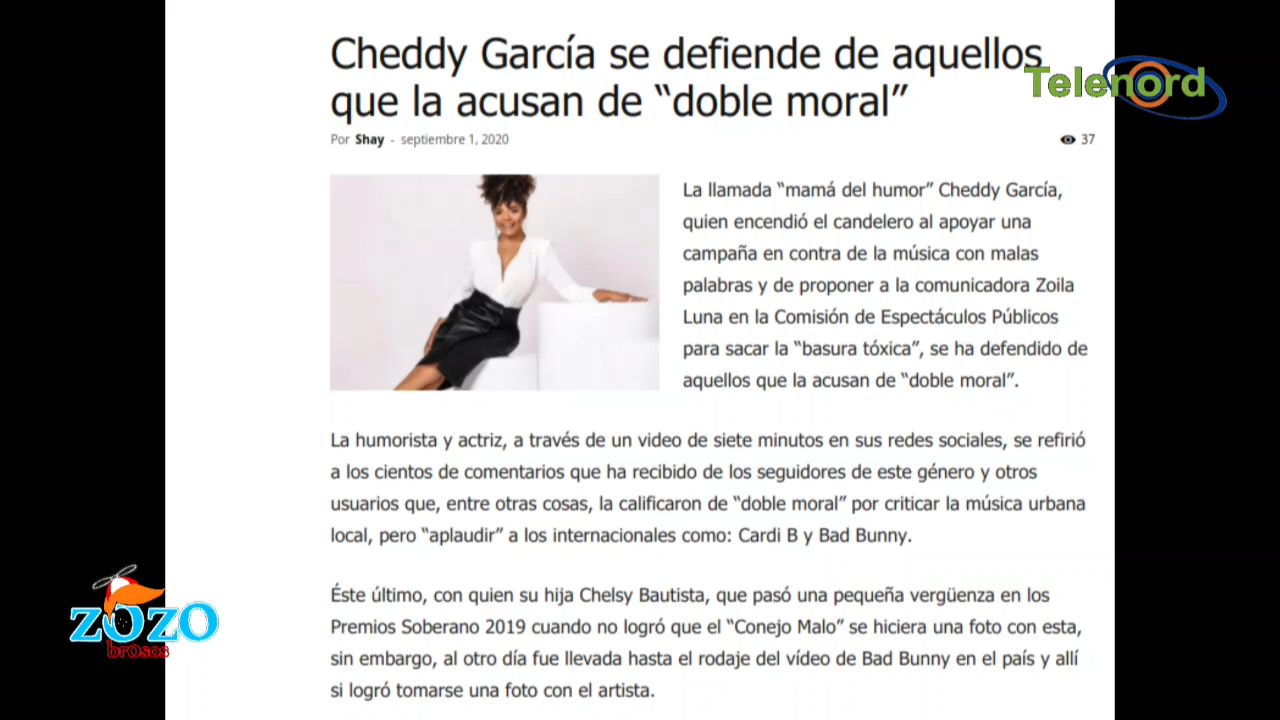 Cheddy García se defiende de aquellos
que la acusan de “doble moral”
Telenord
Por Shay - septiembre 1, 2020
37
La llamada “mamá del humor” Cheddy García,
quien encendió el candelero al apoyar una
campaña en contra de la música con malas
palabras y de proponer a la comunicadora Zoila
Luna en la Comisión de Espectáculos Públicos
para sacar la “basura tóxica”, se ha defendido de
aquellos que la acusan de “doble moral”.
La humorista y actriz, a través de un video de siete minutos en sus redes sociales, se refirió
a los cientos de comentarios que ha recibido de los seguidores de este género y otros
usuarios que, entre otras cosas, la calificaron de “doble moral” por criticar la música urbana
local, pero “aplaudir” a los internacionales como: Cardi B y Bad Bunny.
Éste último, con quien su hija Chelsy Bautista, que pasó una pequeña vergüenza en los
Premios Soberano 2019 cuando no logró que el “Conejo Malo” se hiciera una foto con esta,
sin embargo, al otro día fue llevada hasta el rodaje del vídeo de Bad Bunny en el país y allí
si logró tomarse una foto con el artista.
zozo
brosos